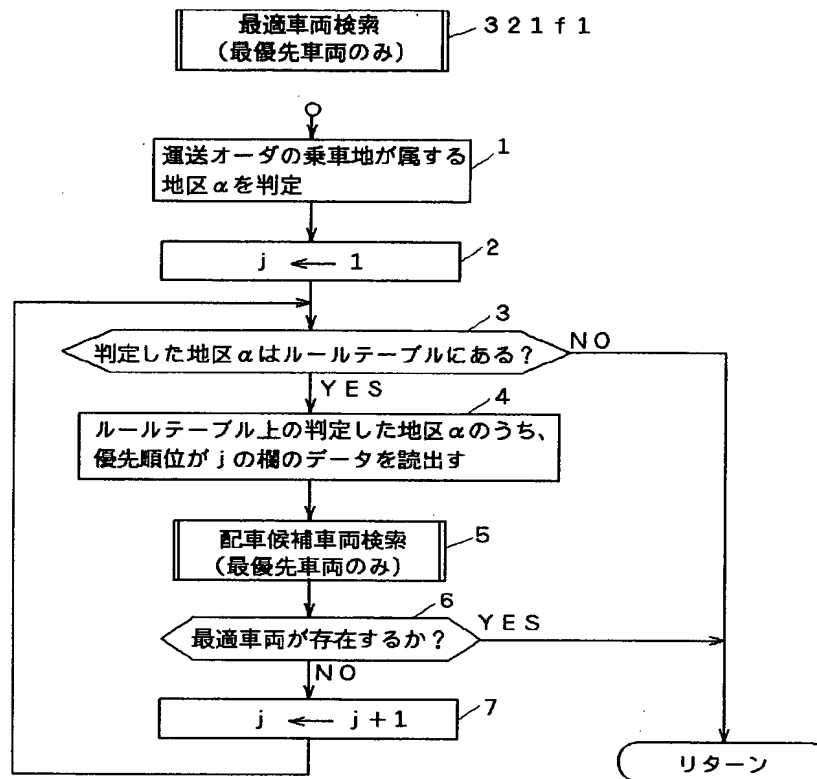 最適車両検索
(最優先車両のみ)
321f1
運送オーダの乗車地が属する
地区αを判定
1
j ← 1
2
3
判定した地区αはルールテーブルにある?
NO
YES
4
ルールテーブル上の判定した地区αのうち、
優先順位がjの欄のデータを読出す
配車候補車両検索
(最優先車両のみ)
5
6
最適車両が存在するか?
YES
NO
j ← j+1
7
リターン